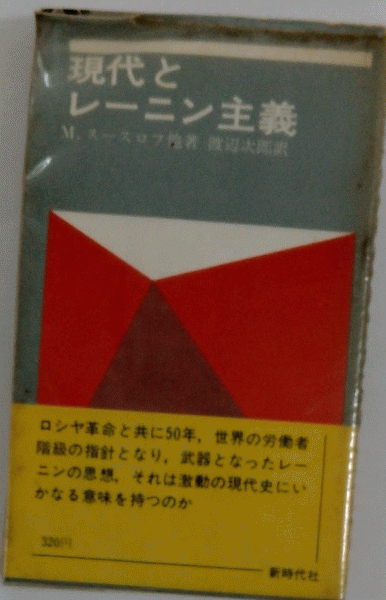 現代と
レーニン主義
M.スースロフ他著 渡辺次郎訳
ロシヤ革命と共に50年，世界の労働者
階級の指針となり，武器となったレー
ニンの思想，それは激動の現代史にい
かなる意味を持つのか
320円
新時代社